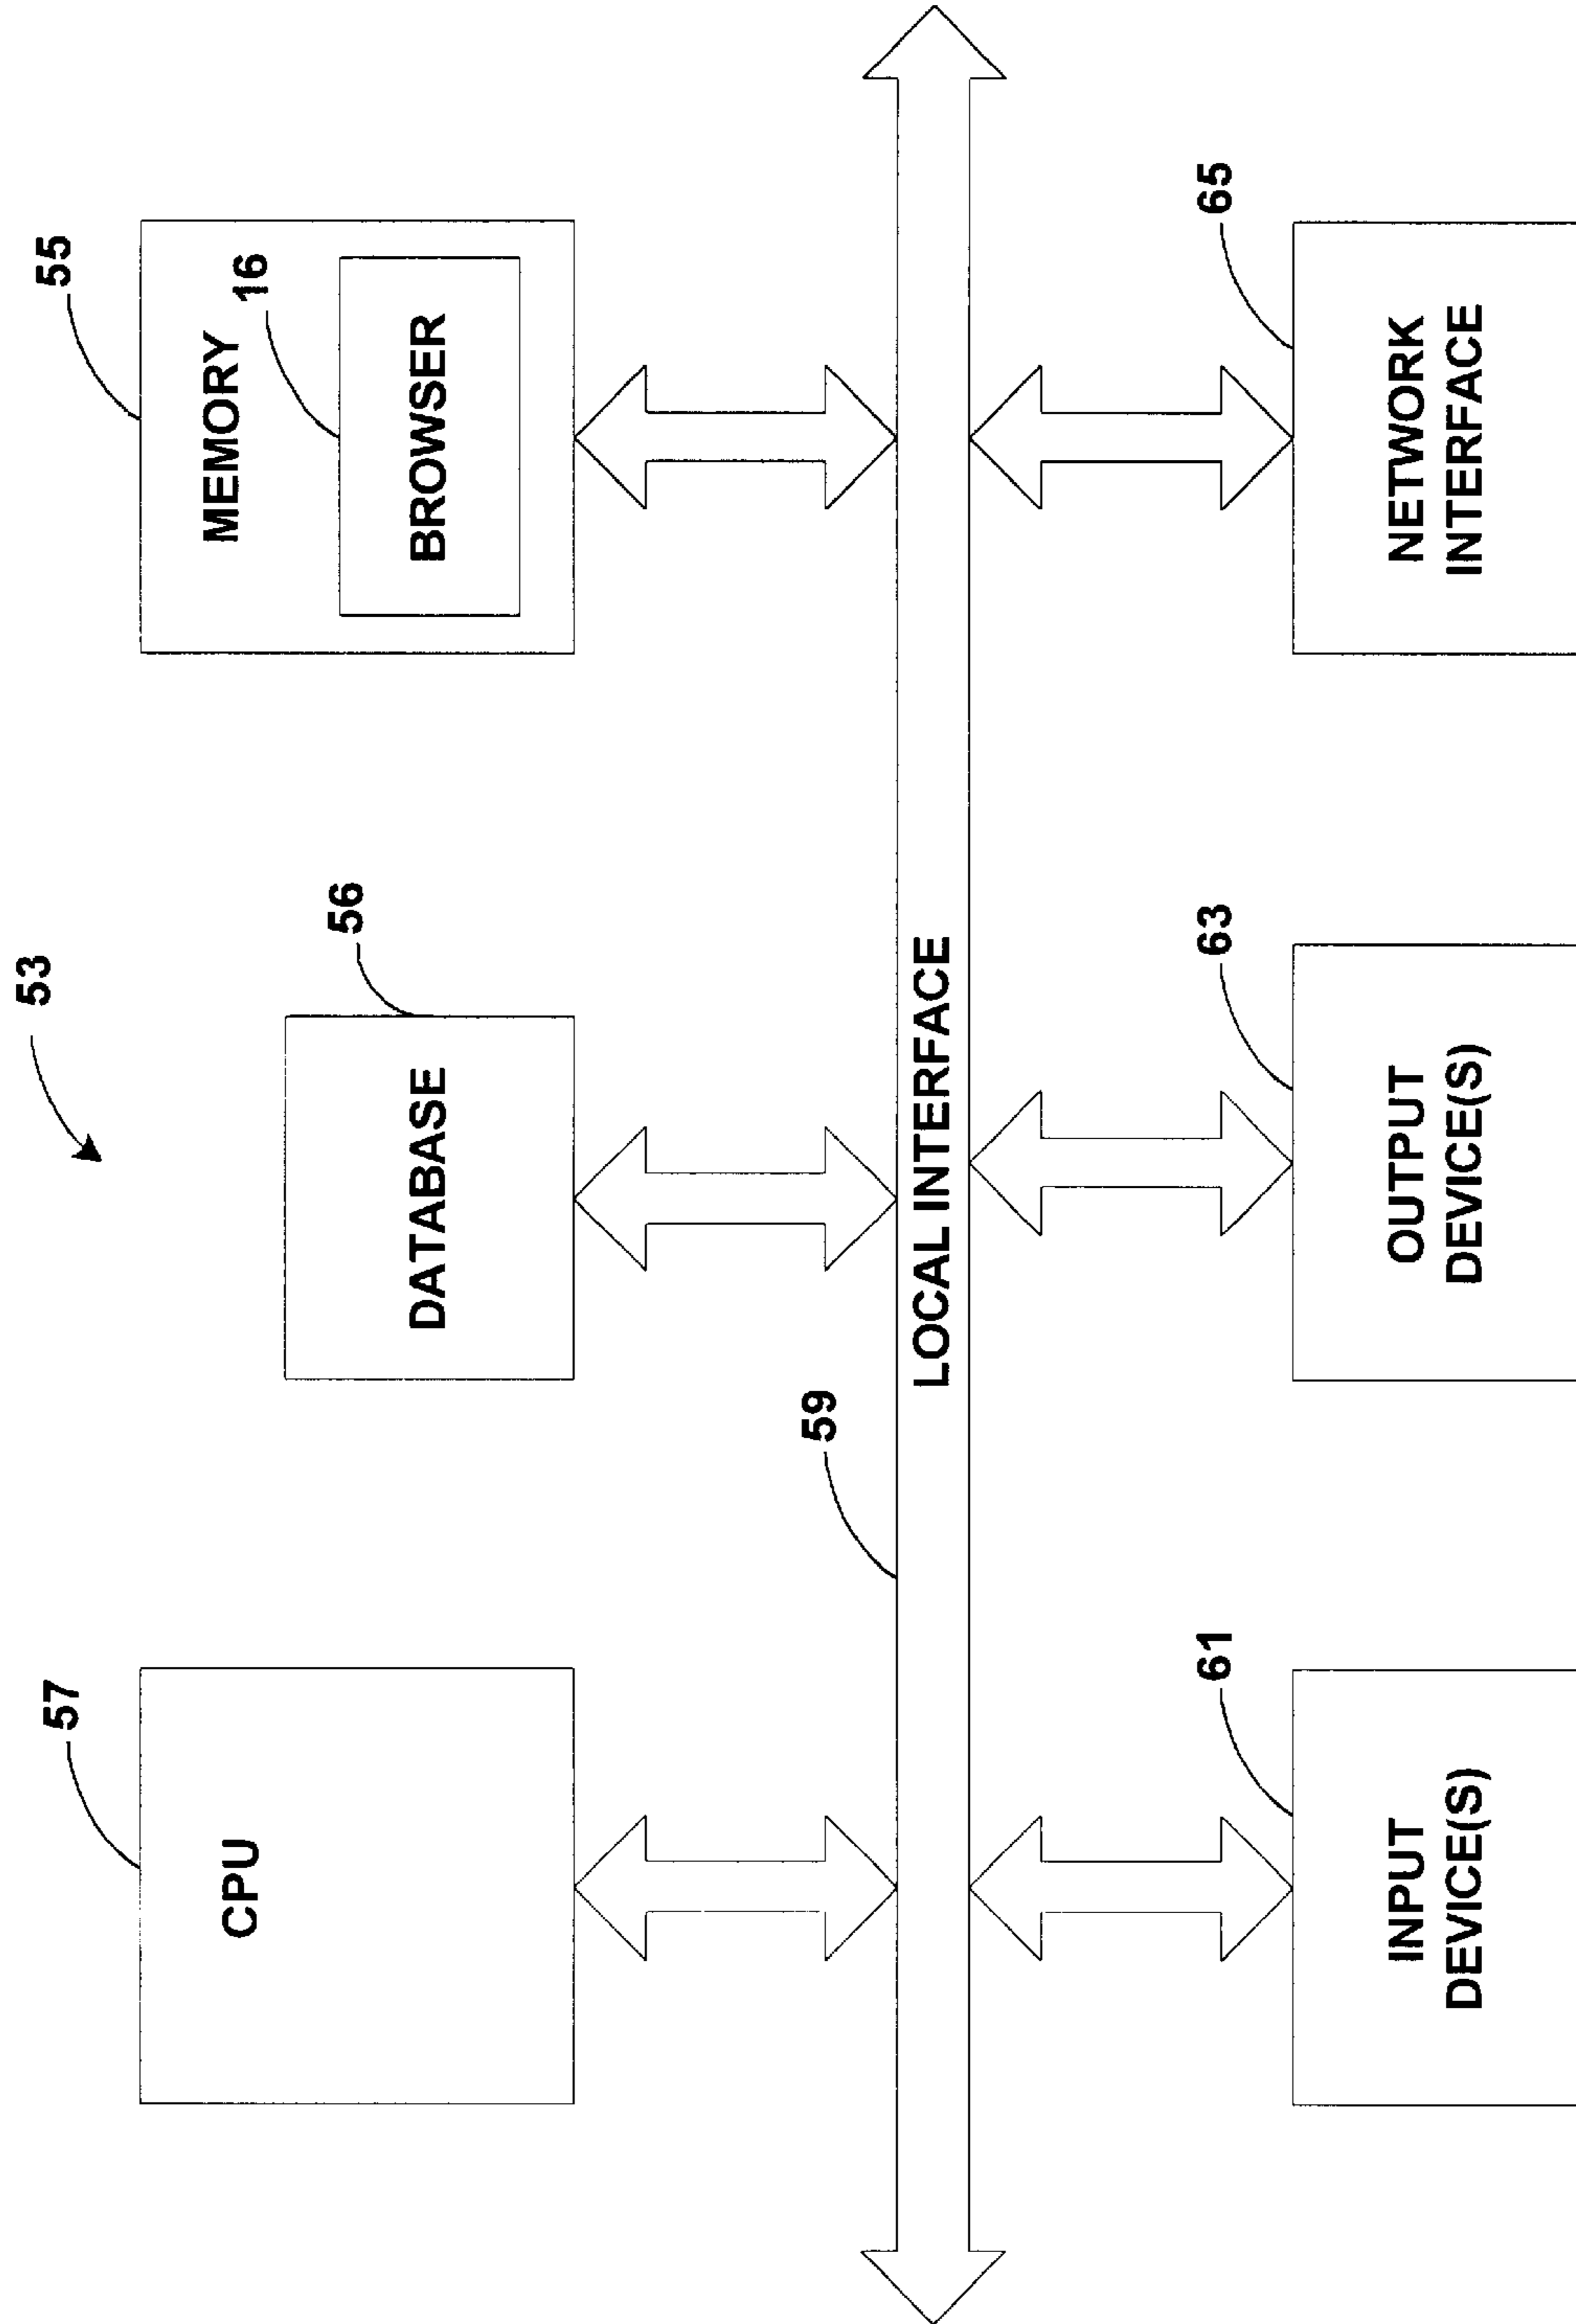 53
57
CPU
56
DATABASE
55
MEMORY
16
BROWSER
59
LOCAL INTERFACE
61
INPUT
DEVICE(S)
63
OUTPUT
DEVICE(S)
65
NETWORK
INTERFACE